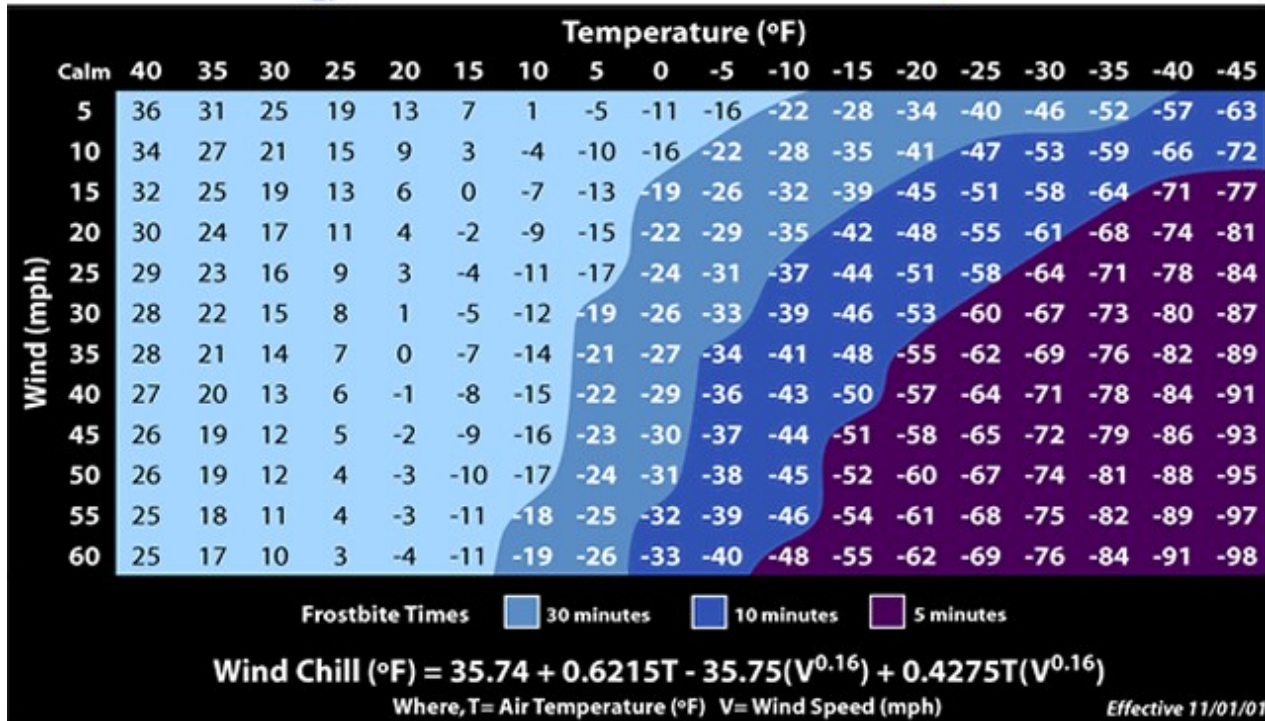 Temperature (ºF)
Calm 40 35 30 25 20 15 10 5 0 -5 -10 -15 -20 -25 -30 -35 -40 -45
Wind (mph)
5 36 31 25 19 13 7 1 -5 -11 -16 -22 -28 -34 -40 -46 -52 -57 -63
10 34 27 21 15 9 3 -4 -10 -16 -22 -28 -35 -41 -47 -53 -59 -66 -72
15 32 25 19 13 6 0 -7 -13 -19 -26 -32 -39 -45 -51 -58 -64 -71 -77
20 30 24 17 11 4 -2 -9 -15 -22 -29 -35 -42 -48 -55 -61 -68 -74 -81
25 29 23 16 9 3 -4 -11 -17 -24 -31 -37 -44 -51 -58 -64 -71 -78 -84
30 28 22 15 8 1 -5 -12 -19 -26 -33 -39 -46 -53 -60 -67 -73 -80 -87
35 28 21 14 7 0 -7 -14 -21 -27 -34 -41 -48 -55 -62 -69 -76 -82 -89
40 27 20 13 6 -1 -8 -15 -22 -29 -36 -43 -50 -57 -64 -71 -78 -84 -91
45 26 19 12 5 -2 -9 -16 -23 -30 -37 -44 -51 -58 -65 -72 -79 -86 -93
50 26 19 12 4 -3 -10 -17 -24 -31 -38 -45 -52 -60 -67 -74 -81 -88 -95
55 25 18 11 4 -3 -11 -18 -25 -32 -39 -46 -54 -61 -68 -75 -82 -89 -97
60 25 17 10 3 -4 -11 -19 -26 -33 -40 -48 -55 -62 -69 -76 -84 -91 -98
Frostbite Times 30 minutes 10 minutes 5 minutes
Wind Chill (ºF) = 35.74 + 0.6215T - 35.75(V^0.16) + 0.4275T(V^0.16)
Where, T= Air Temperature (ºF) V= Wind Speed (mph) Effective 11/01/01